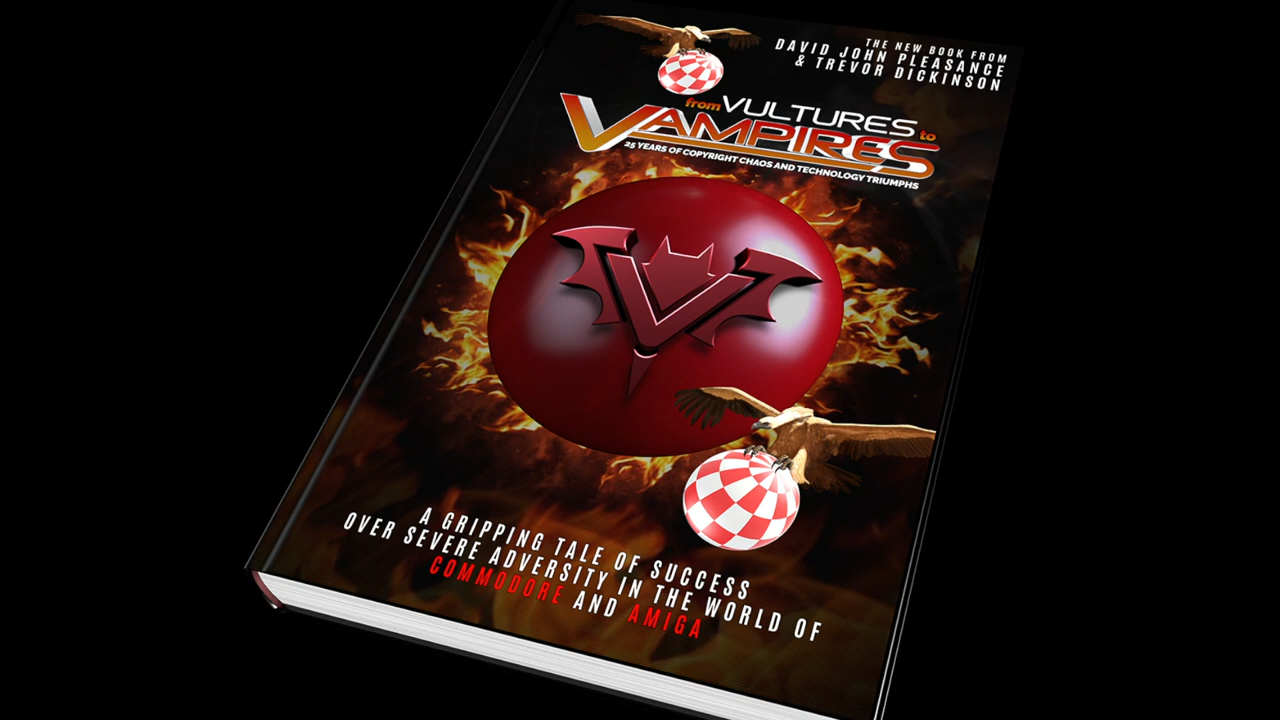 THE NEW BOOK FROM
DAVID JOHN PLEASANCE
& TREVOR DICKINSON
from VULTURES to
VAMPIRES
25 YEARS OF COPYRIGHT CHAOS AND TECHNOLOGY TRIUMPHS
V
A GRIPPING TALE OF SUCCESS
OVER SEVERE ADVERSITY IN THE WORLD OF
COMMODORE AND AMIGA